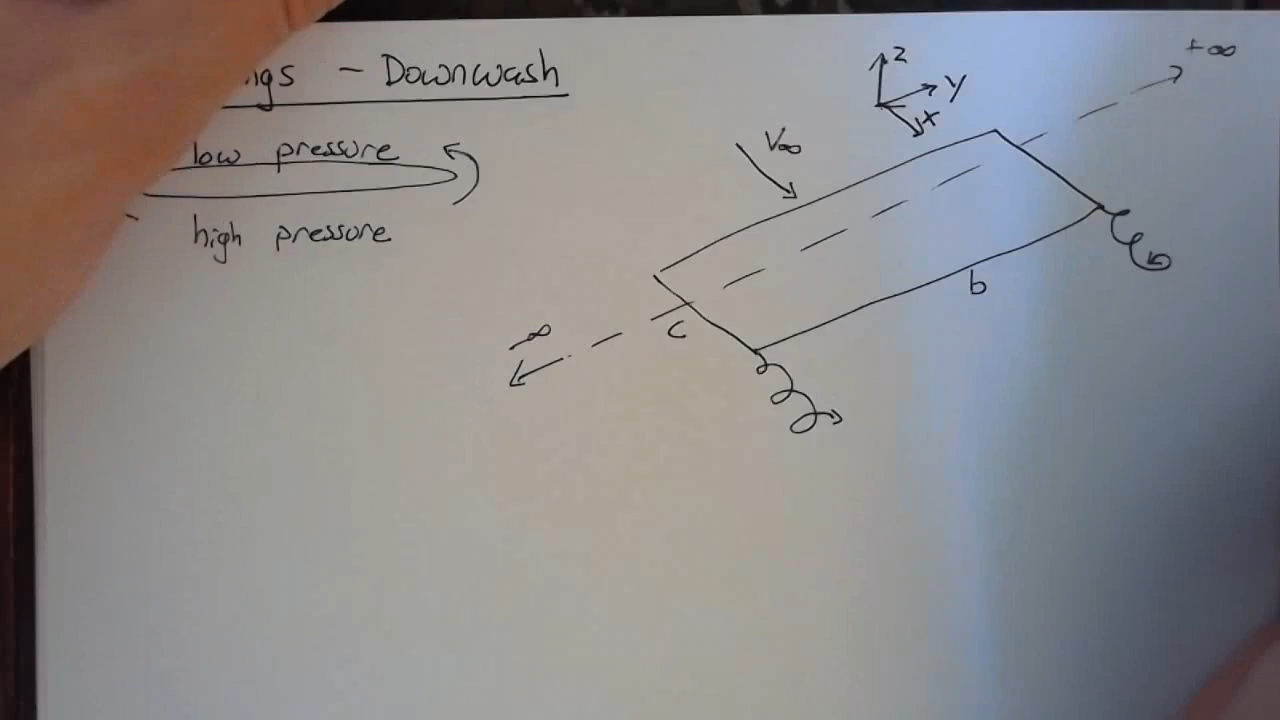 ngs - Downwash
low pressure
high pressure
z
y
x
+∞
V∞
b
c
-∞